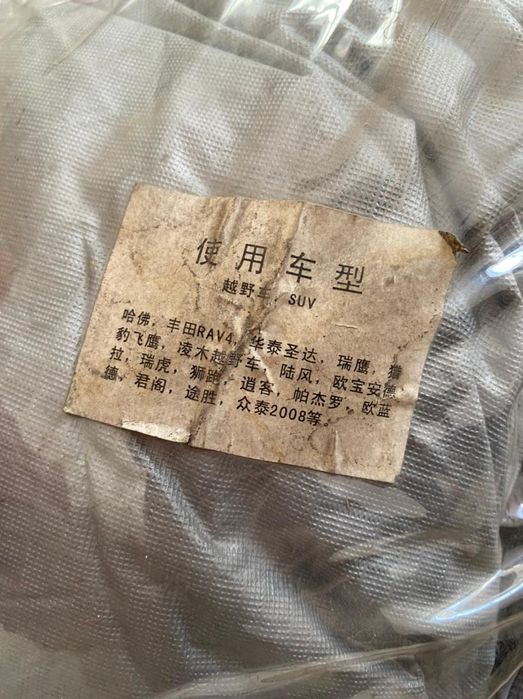 使用车型
越野车，SUV
哈佛，丰田RAV4，华泰圣达，瑞鹰，猎
豹飞鹰，凌木越野车，陆风，欧宝安德
拉，瑞虎，狮跑，逍客，帕杰罗，欧蓝
德，君阁，途胜，众泰2008等